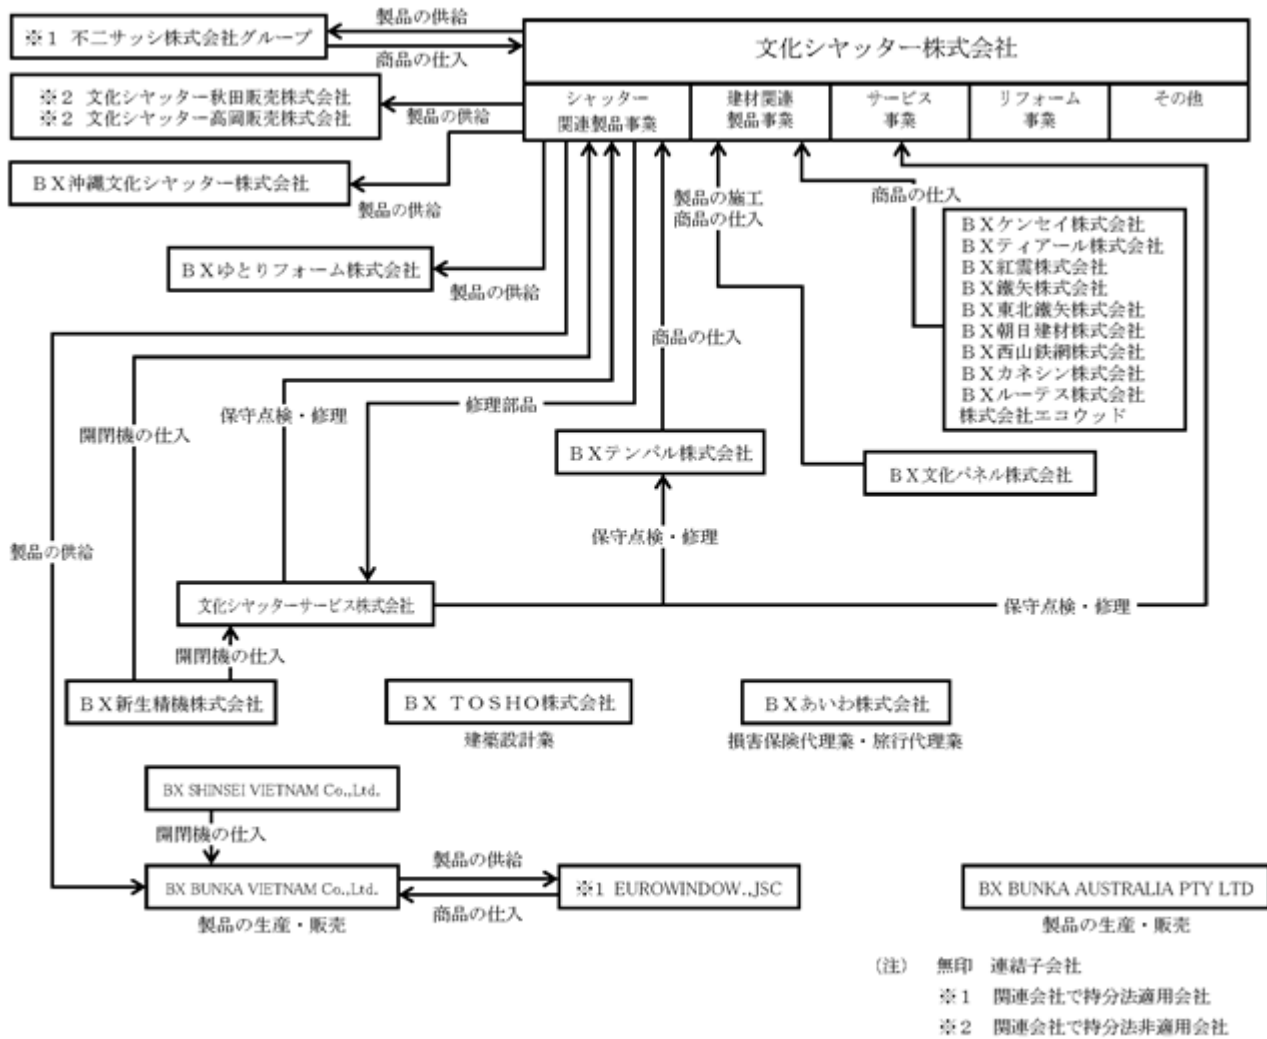 製品の供給
※１ 不二サッシ株式会社グループ
商品の仕入
文化シヤッター株式会社
シャッター
関連製品事業
建材関連
製品事業
サービス
事業
リフォーム
事業
その他
※２ 文化シヤッター秋田販売株式会社
※２ 文化シヤッター高岡販売株式会社
製品の供給
ＢＸ沖縄文化シヤッター株式会社
製品の供給
製品の施工
商品の仕入
商品の仕入
ＢＸケンセイ株式会社
ＢＸティアール株式会社
ＢＸ紅雲株式会社
ＢＸ鐵矢株式会社
ＢＸ東北鐵矢株式会社
ＢＸ朝日建材株式会社
ＢＸ西山鉄網株式会社
ＢＸカネシン株式会社
ＢＸルーテス株式会社
株式会社エコウッド
ＢＸゆとりフォーム株式会社
製品の供給
商品の仕入
開閉機の仕入
保守点検・修理
修理部品
ＢＸテンパル株式会社
ＢＸ文化パネル株式会社
保守点検・修理
製品の供給
文化シヤッターサービス株式会社
保守点検・修理
開閉機の仕入
ＢＸ新生精機株式会社
ＢＸ ＴＯＳＨＯ株式会社
建築設計業
ＢＸあいわ株式会社
損害保険代理業・旅行代理業
BX SHINSEI VIETNAM Co.,Ltd.
開閉機の仕入
BX BUNKA VIETNAM Co.,Ltd.
製品の生産・販売
製品の供給
商品の仕入
※1 EUROWINDOW.,JSC
BX BUNKA AUSTRALIA PTY LTD
製品の生産・販売
（注） 無印 連結子会社
※１ 関連会社で持分法適用会社
※２ 関連会社で持分法非適用会社